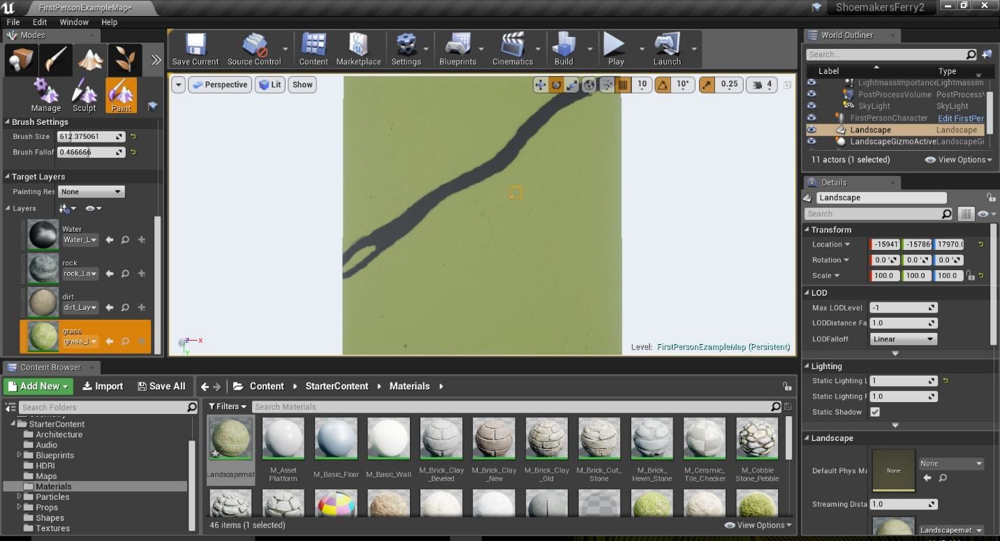 FirstPersonExampleMap*
ShoemakersFerry2
File Edit Window Help
Modes
Save Current
Source Control
Content
Marketplace
Settings
Blueprints
Cinematics
Build
Play
Launch
Manage
Sculpt
Paint
Brush Settings
Brush Size 612.375061
Brush Fallof 0.466666
Target Layers
Painting Res None
Layers
Water
Water_L
rock
rock_La
dirt
dirt_Lay
grass
grass_L
Perspective Lit Show
10 10° 0.25 4
Z X
Y
Level: FirstPersonExampleMap (Persistent)
World Outliner
Search...
Label Type
LightmassImportance LightmassIm
PostProcessVolume PostProcessV
SkyLight SkyLight
FirstPersonCharacter Edit FirstPer
Landscape Landscape
LandscapeGizmoActive LandscapeGi
11 actors (1 selected) View Options
Details
Landscape
Search
Transform
Location -15941 -15786 17970.0
Rotation 0.0 ° 0.0 ° 0.0 °
Scale 100.0 100.0 100.0
LOD
Max LODLevel -1
LODDistance Fa 1.0
LODFalloff Linear
Lighting
Static Lighting L 1
Static Lighting F 1.0
Static Shadow
Landscape
Default Phys Ma None None
Streaming Dista 1.0
Landscapemat
Content Browser
Add New Import Save All Content StarterContent Materials
Search Folders
StarterContent
Architecture
Audio
Blueprints
HDRI
Maps
Materials
Particles
Props
Shapes
Textures
Filters Search Materials
Landscapemat
M_Asset
Platform
M_Basic_Floor
M_Basic_Wall
M_Brick_Clay
_Beveled
M_Brick_Clay
_New
M_Brick_Clay
_Old
M_Brick_Cut_
Stone
M_Brick_
Hewn_Stone
M_Ceramic_
Tile_Checker
M_Cobble
Stone_Pebble
46 items (1 selected) View Options